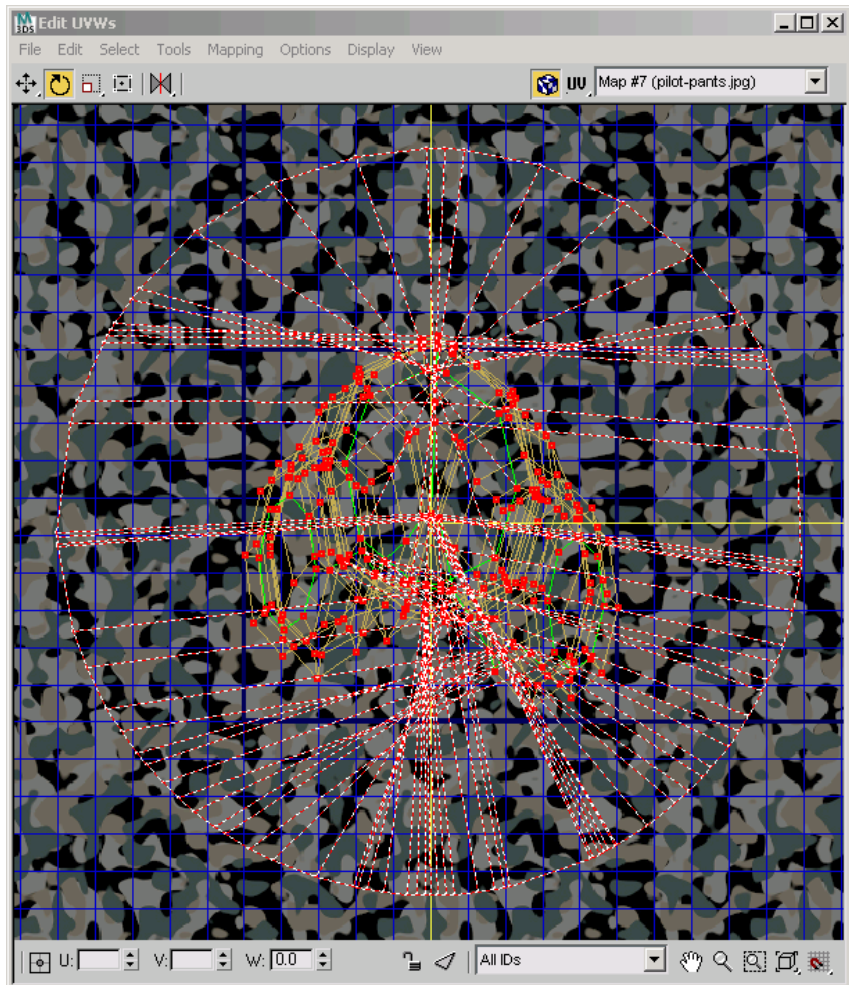 M
3DS
Edit UVWs
File Edit Select Tools Mapping Options Display View
UV Map #7 (pilot-pants.jpg)
U: V: W: 0.0 All IDs